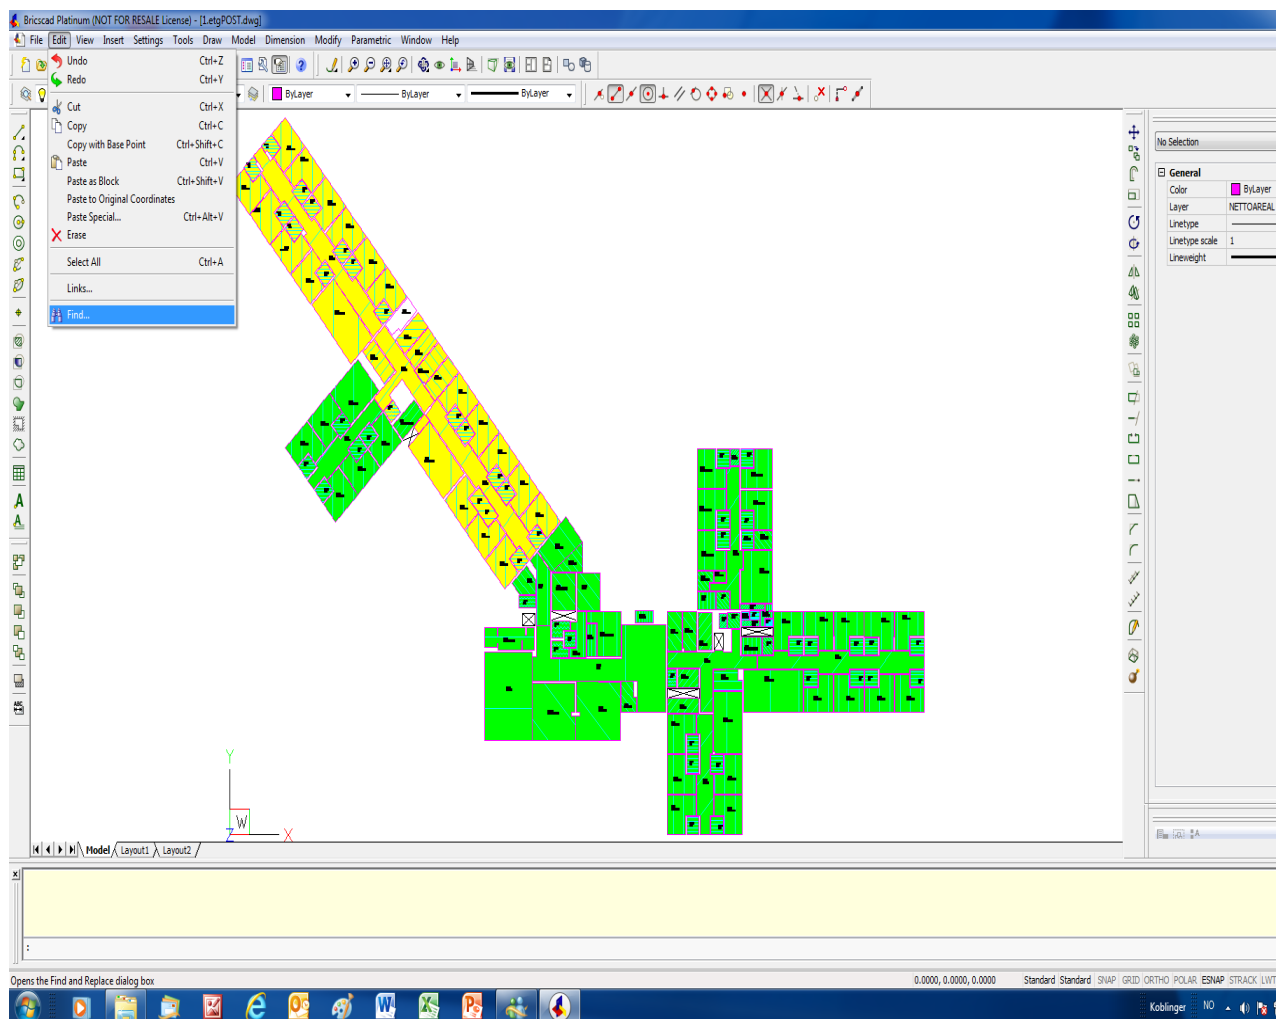 Bricscad Platinum (NOT FOR RESALE License) - [1.etgPOST.dwg]
File Edit View Insert Settings Tools Draw Model Dimension Modify Parametric Window Help
Undo Ctrl+Z
Redo Ctrl+Y
ByLayer ByLayer ByLayer
Cut Ctrl+X
Copy Ctrl+C
Copy with Base Point Ctrl+Shift+C
Paste Ctrl+V
Paste as Block Ctrl+Shift+V
Paste to Original Coordinates
Paste Special... Ctrl+Alt+V
Erase
Select All Ctrl+A
Links...
Find...
No Selection
General
Color ByLayer
Layer NETTOAREAL
Linetype
Linetype scale 1
Lineweight
Y
W
Z X
Model Layout1 Layout2
:
Opens the Find and Replace dialog box 0.0000, 0.0000, 0.0000 Standard Standard SNAP GRID ORTHO POLAR ESNAP STRACK LWT
Koblinger NO